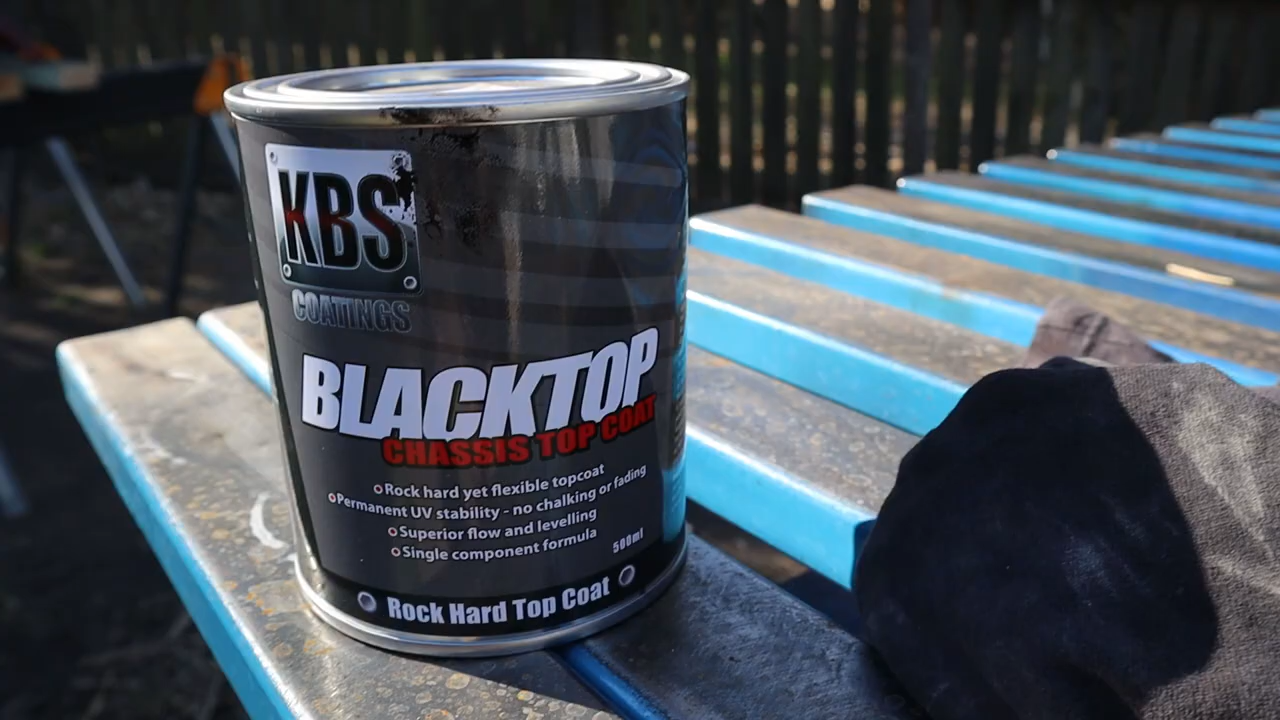 KBS
COATINGS
BLACKTOP
CHASSIS TOP COAT
Rock hard yet flexible topcoat
Permanent UV stability - no chalking or fading
Superior flow and levelling
Single component formula
500ml
Rock Hard Top Coat